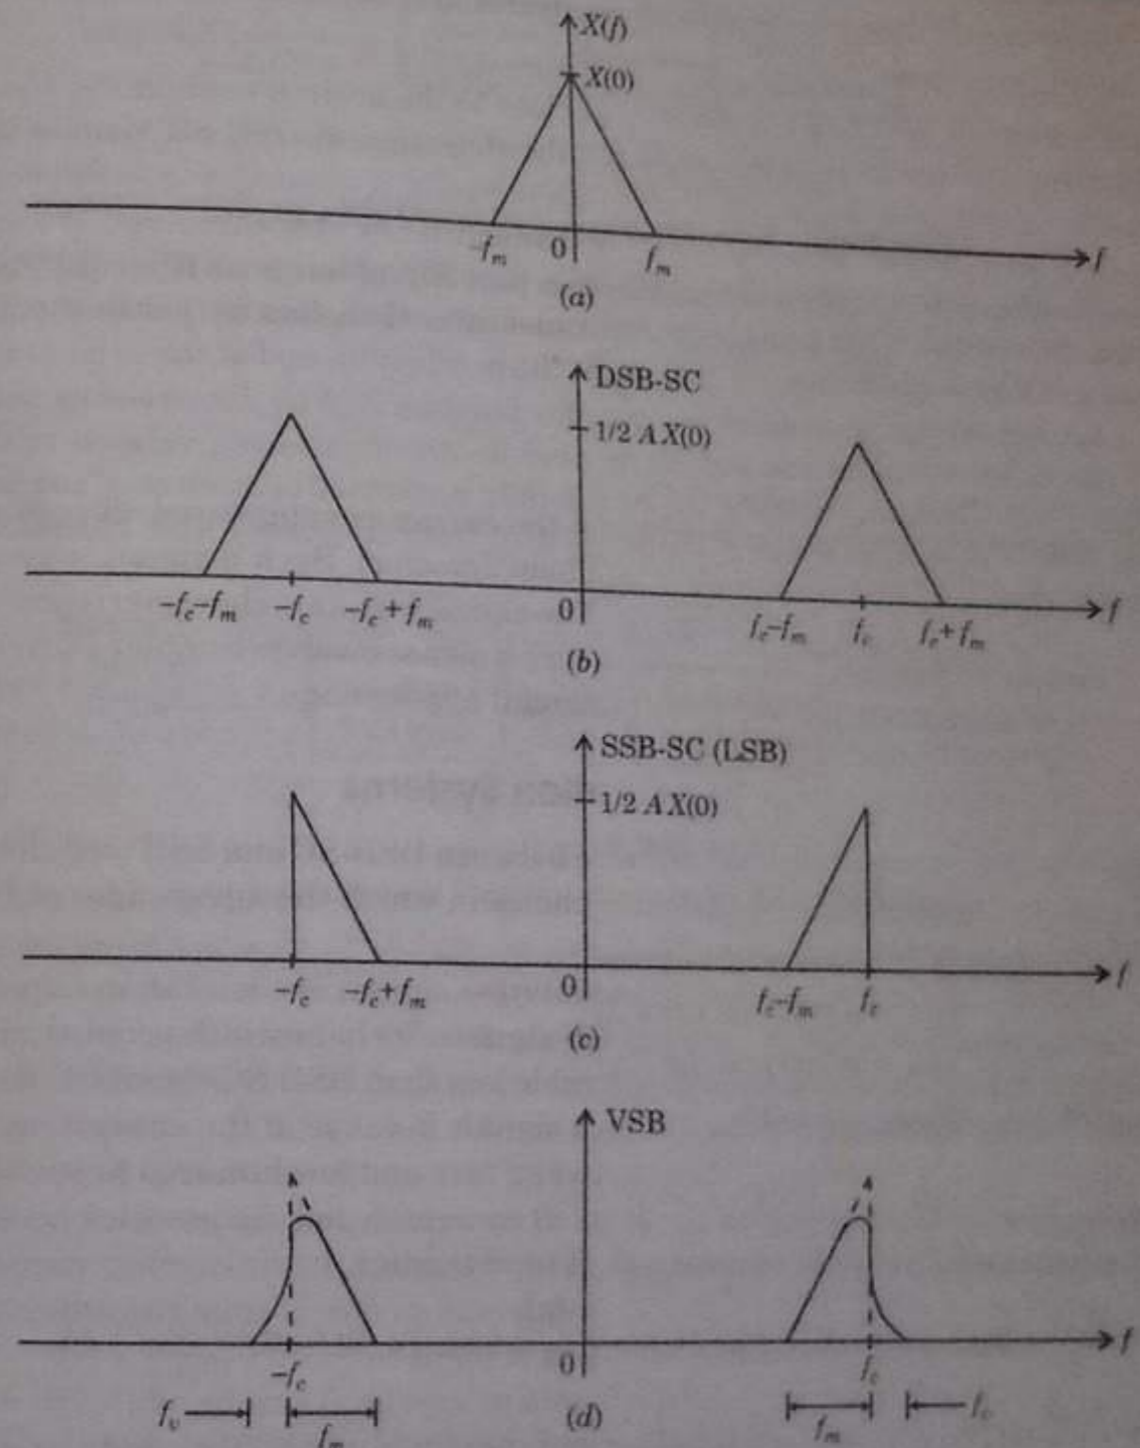 X(f)
X(0)
-fm 0 fm f
(a)
DSB-SC
1/2 A X(0)
-fc-fm -fc -fc+fm 0 fc-fm fc fc+fm f
(b)
SSB-SC (LSB)
1/2 A X(0)
-fc -fc+fm 0 fc-fm fc f
(c)
VSB
-fc 0 fc f
fv fm (d) fm fv